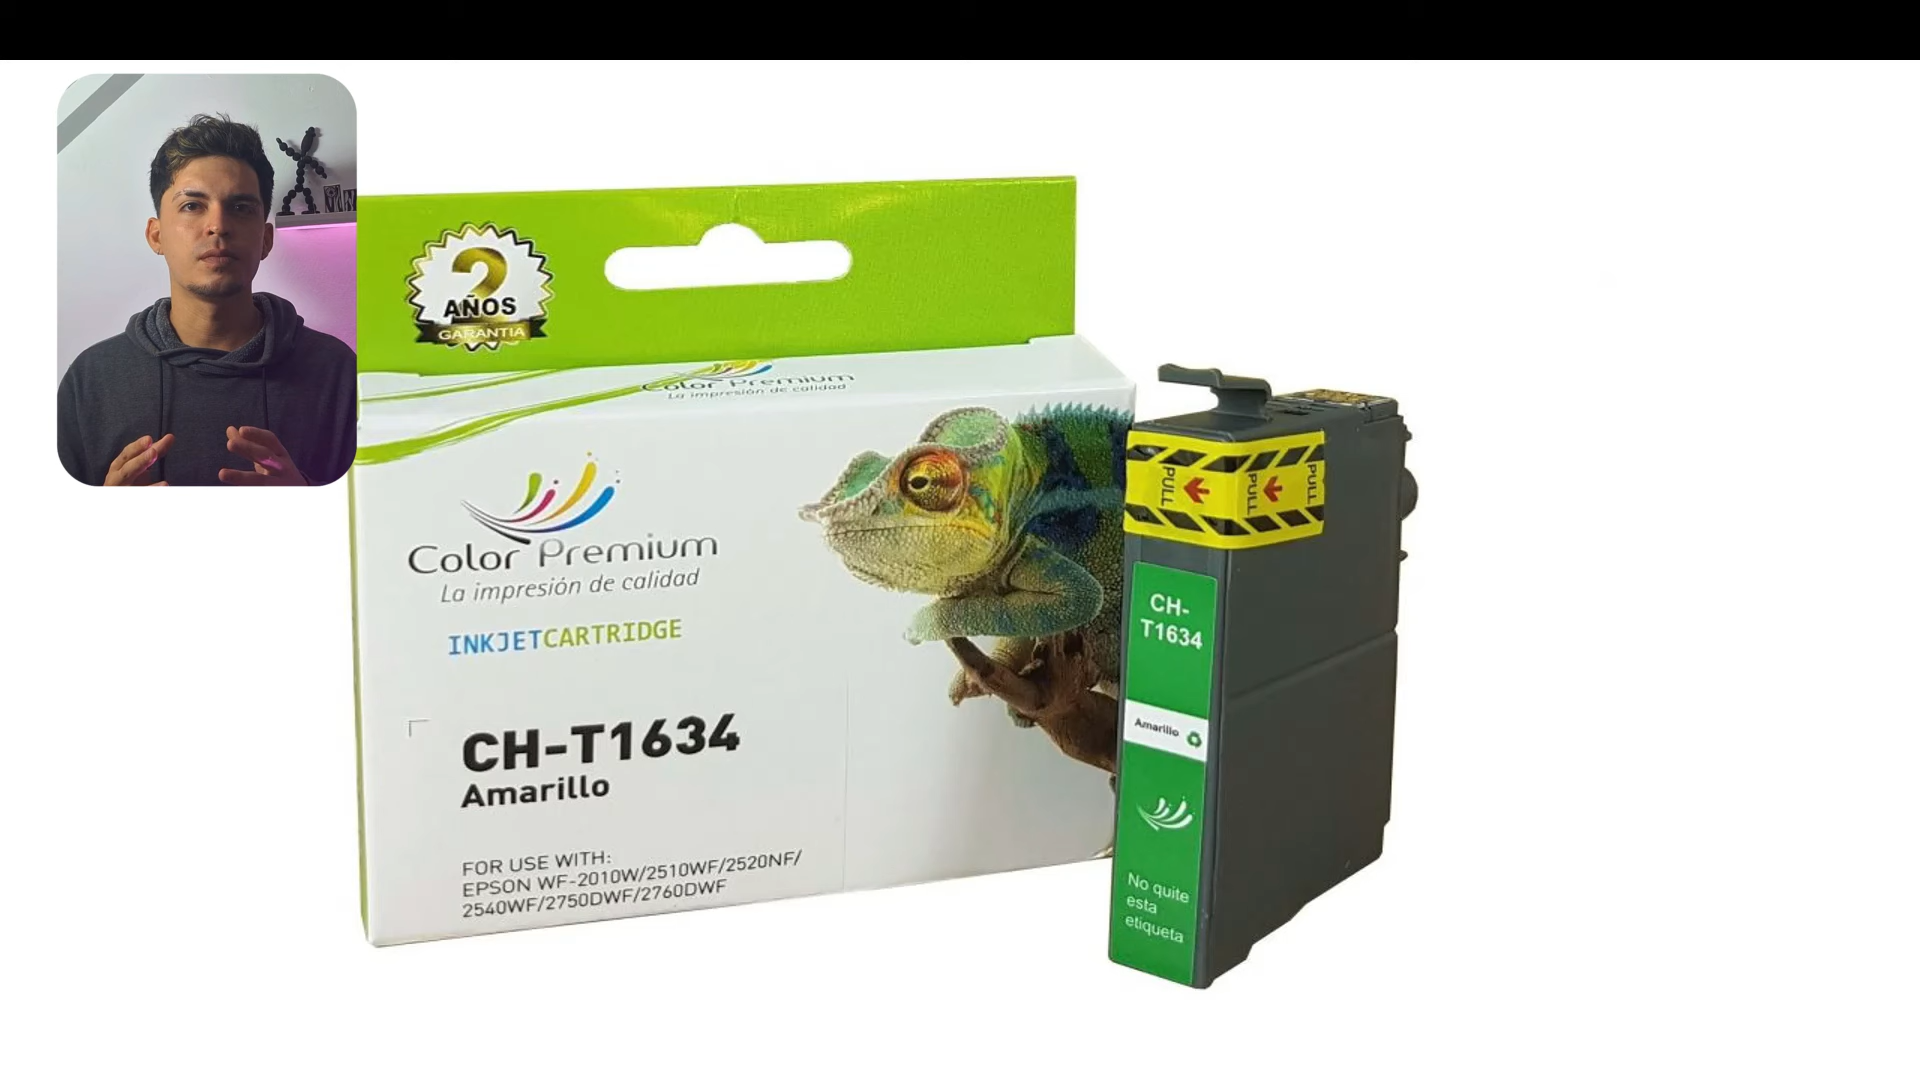 2
AÑOS
GARANTIA
Color Premium
La impresión de calidad
Color Premium
La impresión de calidad
INKJETCARTRIDGE
CH-T1634
Amarillo
FOR USE WITH:
EPSON WF-2010W/2510WF/2520NF/
2540WF/2750DWF/2760DWF
PULL
PULL
PULL
CH-
T1634
Amarillo
No quite
esta
etiqueta